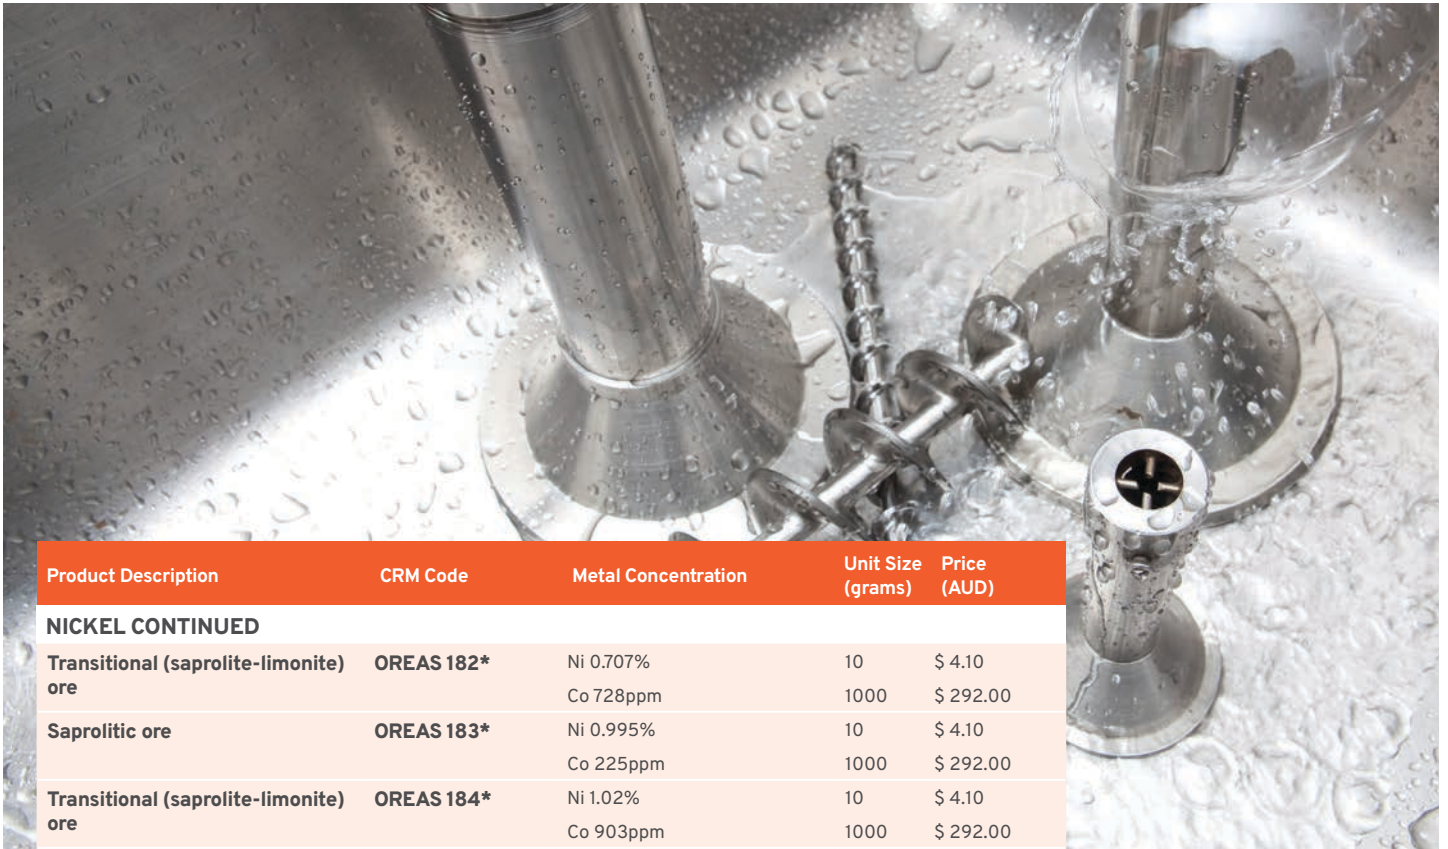 Product Description CRM Code Metal Concentration Unit Size (grams) Price (AUD)
NICKEL CONTINUED
Transitional (saprolite-limonite) ore OREAS 182* Ni 0.707% 10 $ 4.10
Co 728ppm 1000 $ 292.00
Saprolitic ore OREAS 183* Ni 0.995% 10 $ 4.10
Co 225ppm 1000 $ 292.00
Transitional (saprolite-limonite) ore OREAS 184* Ni 1.02% 10 $ 4.10
Co 903ppm 1000 $ 292.00